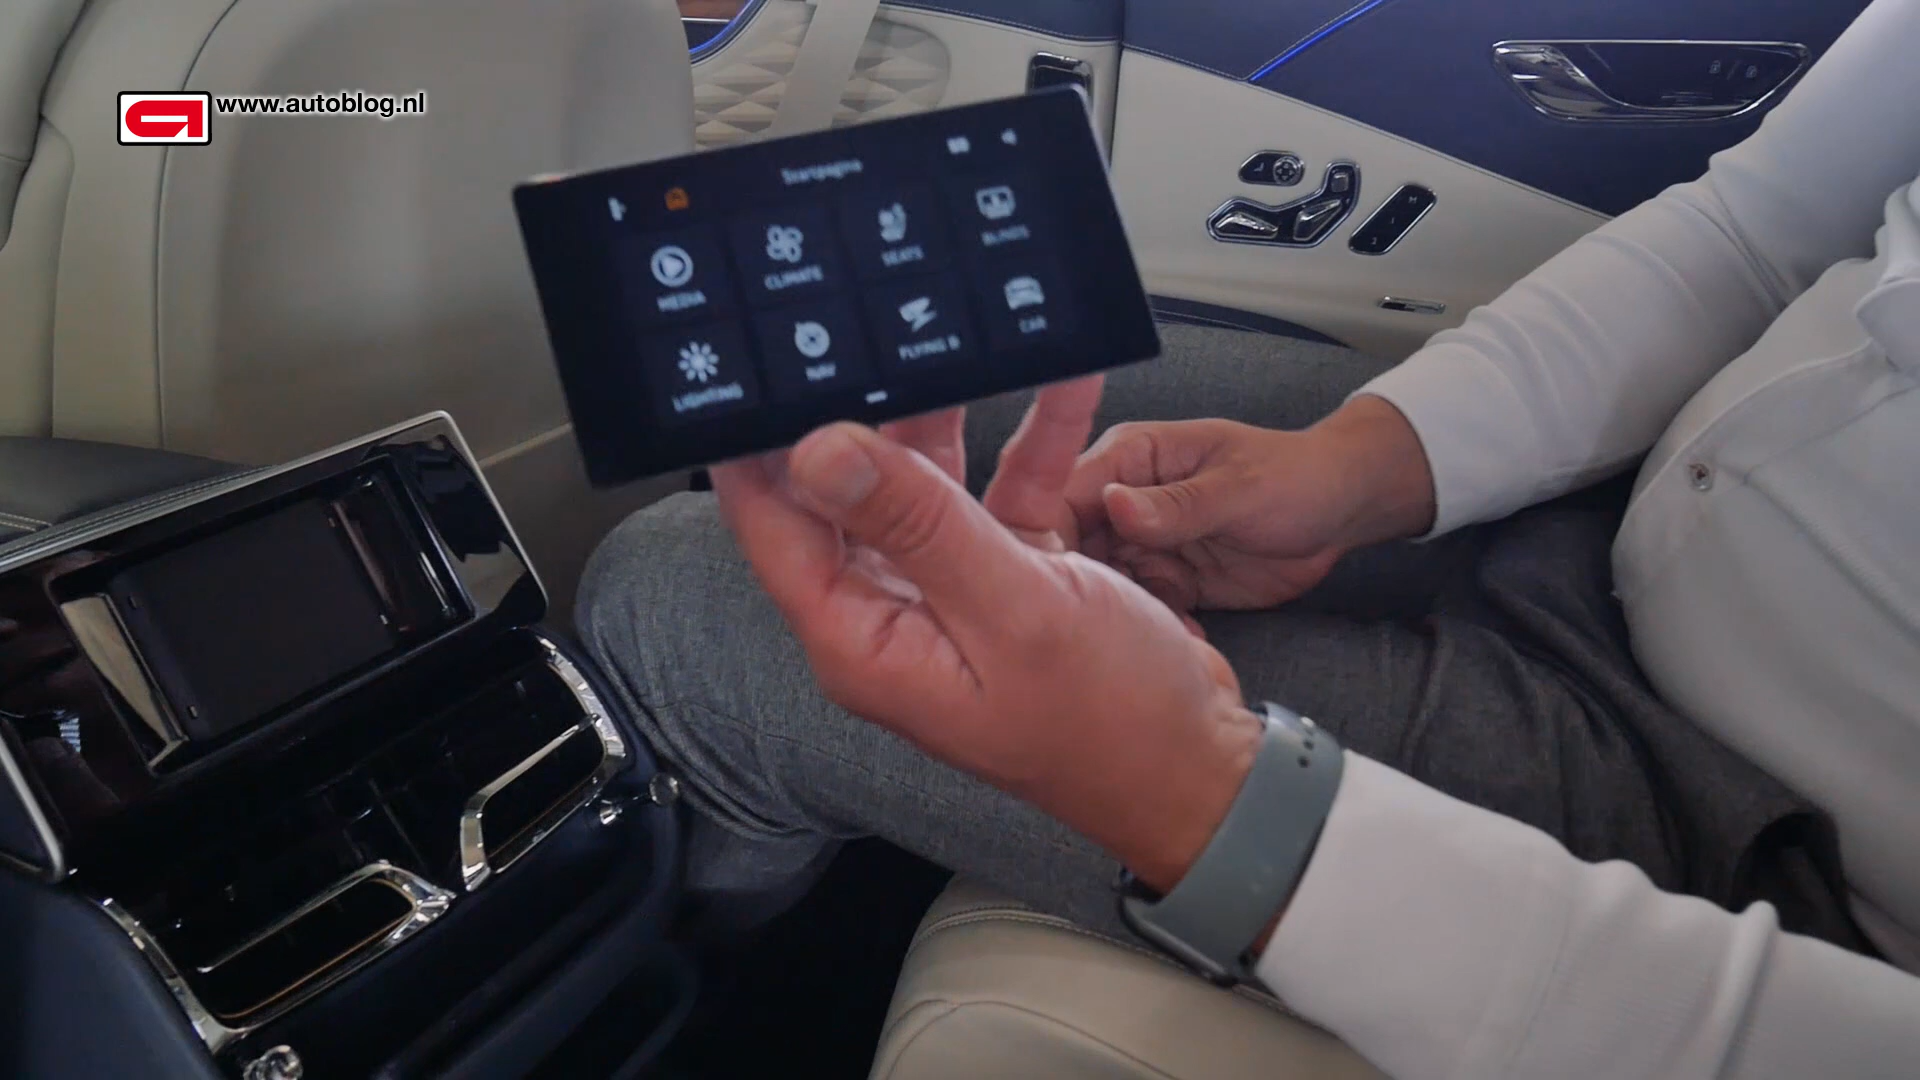 www.autoblog.nl
Startpagina
MEDIA
CLIMATE
SEATS
BLINDS
LIGHTING
NAV
FLYING B
CAR